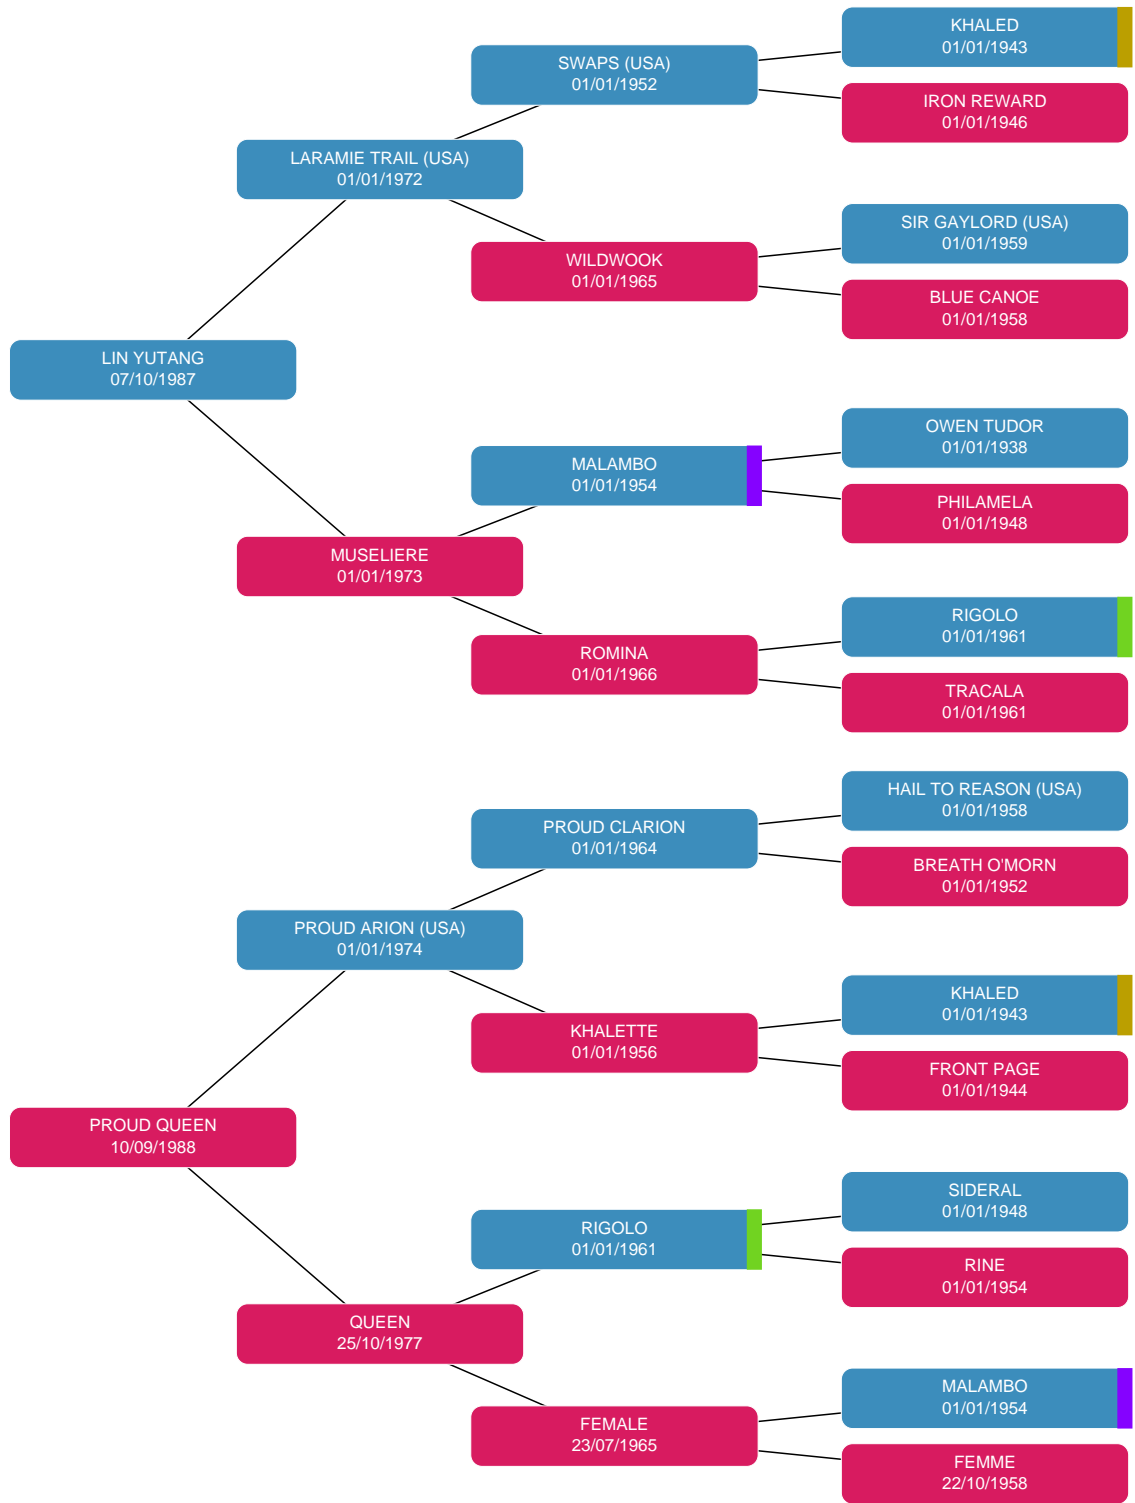 KHALED
01/01/1943
SWAPS (USA)
01/01/1952
IRON REWARD
01/01/1946
LARAMIE TRAIL (USA)
01/01/1972
SIR GAYLORD (USA)
01/01/1959
WILDWOOK
01/01/1965
BLUE CANOE
01/01/1958
LIN YUTANG
07/10/1987
OWEN TUDOR
01/01/1938
MALAMBO
01/01/1954
PHILAMELA
01/01/1948
MUSELIERE
01/01/1973
RIGOLO
01/01/1961
ROMINA
01/01/1966
TRACALA
01/01/1961
HAIL TO REASON (USA)
01/01/1958
PROUD CLARION
01/01/1964
BREATH O'MORN
01/01/1952
PROUD ARION (USA)
01/01/1974
KHALED
01/01/1943
KHALETTE
01/01/1956
FRONT PAGE
01/01/1944
PROUD QUEEN
10/09/1988
SIDERAL
01/01/1948
RIGOLO
01/01/1961
RINE
01/01/1954
QUEEN
25/10/1977
MALAMBO
01/01/1954
FEMALE
23/07/1965
FEMME
22/10/1958